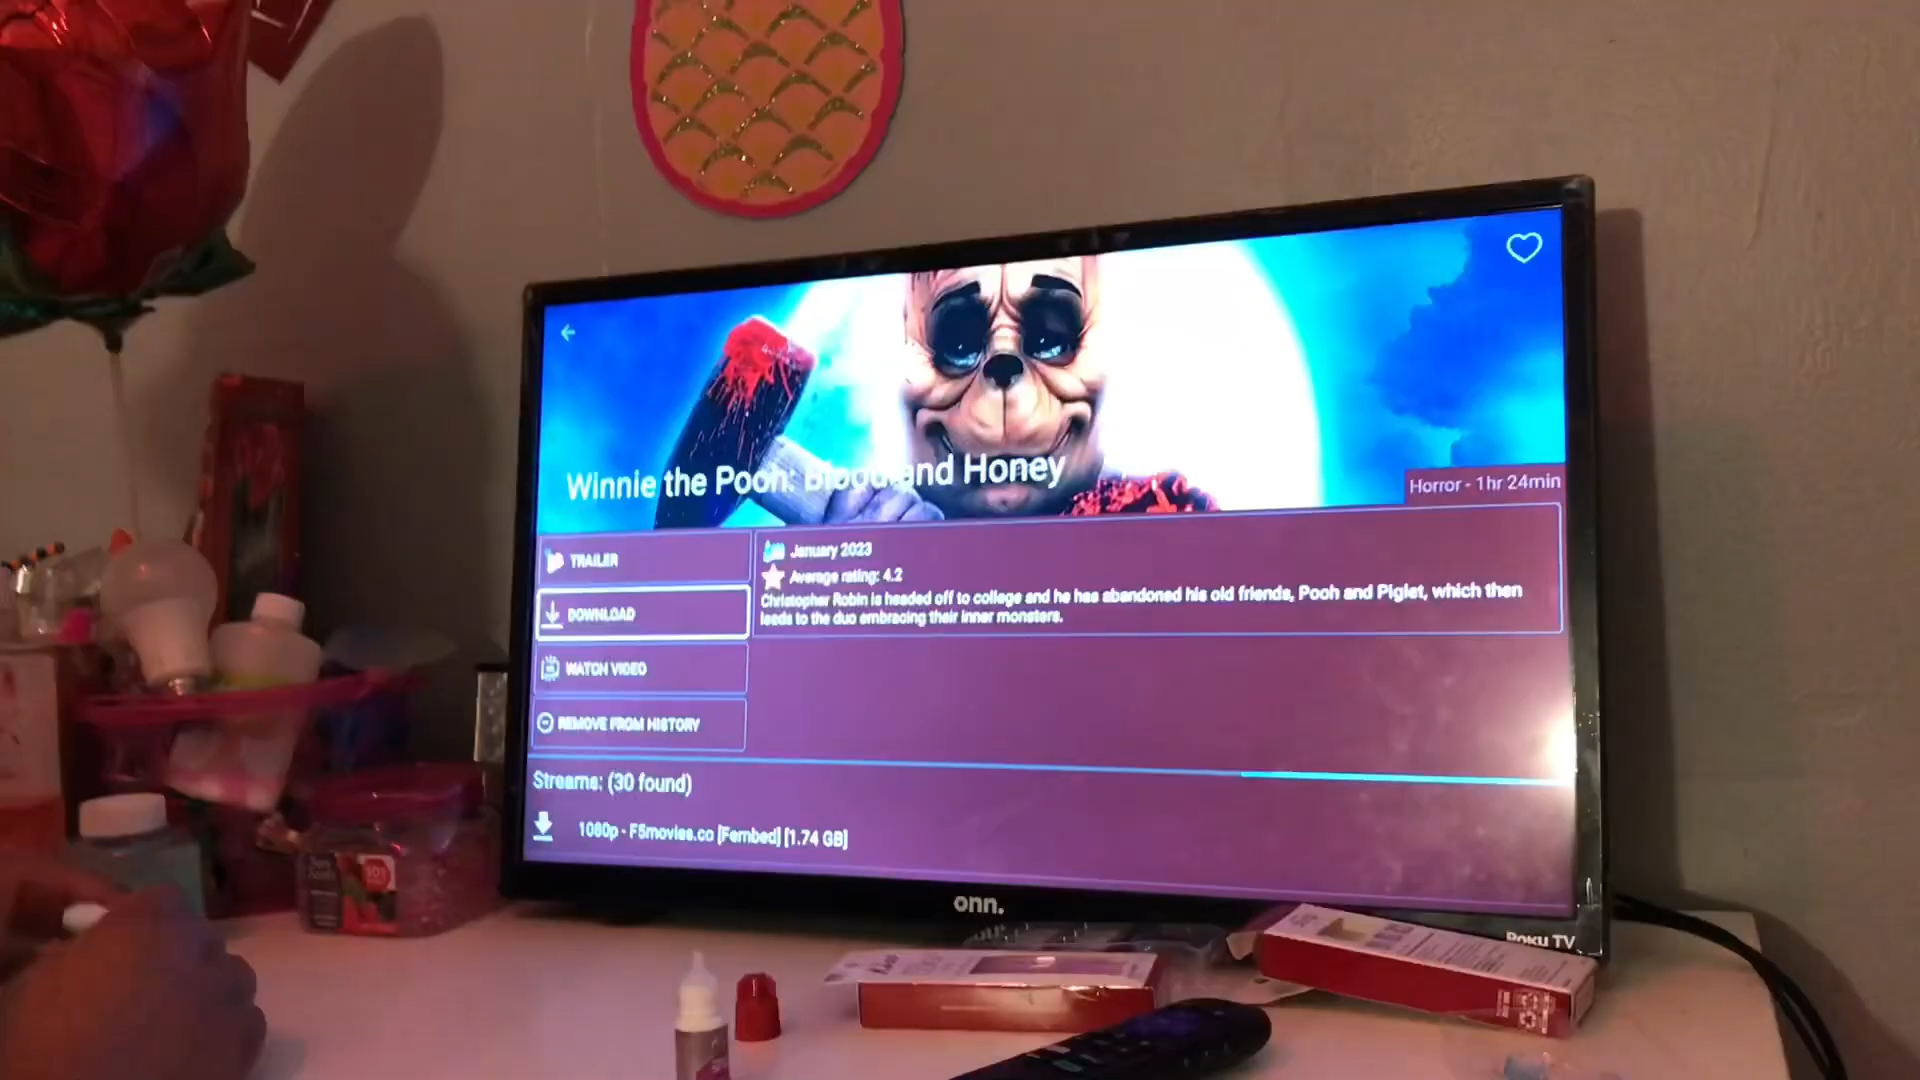 Winnie the Pooh: Blood and Honey
Horror - 1hr 24min
TRAILER
January 2023
Average rating: 4.2
Christopher Robin is headed off to college and he has abandoned his old friends, Pooh and Piglet, which then
leads to the duo embracing their inner monsters.
DOWNLOAD
WATCH VIDEO
REMOVE FROM HISTORY
Streams: (30 found)
1080p - F5movies.co [Fembed] [1.74 GB]
onn.
Roku TV
101
KISS